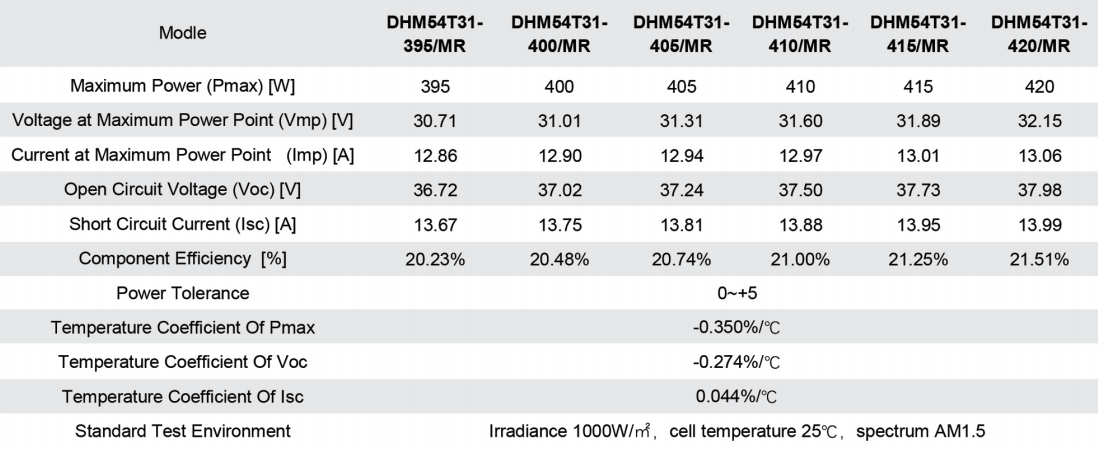 Modle DHM54T31-395/MR DHM54T31-400/MR DHM54T31-405/MR DHM54T31-410/MR DHM54T31-415/MR DHM54T31-420/MR
Maximum Power (Pmax) [W] 395 400 405 410 415 420
Voltage at Maximum Power Point (Vmp) [V] 30.71 31.01 31.31 31.60 31.89 32.15
Current at Maximum Power Point (Imp) [A] 12.86 12.90 12.94 12.97 13.01 13.06
Open Circuit Voltage (Voc) [V] 36.72 37.02 37.24 37.50 37.73 37.98
Short Circuit Current (Isc) [A] 13.67 13.75 13.81 13.88 13.95 13.99
Component Efficiency [%] 20.23% 20.48% 20.74% 21.00% 21.25% 21.51%
Power Tolerance 0~+5
Temperature Coefficient Of Pmax -0.350%/℃
Temperature Coefficient Of Voc -0.274%/℃
Temperature Coefficient Of Isc 0.044%/℃
Standard Test Environment Irradiance 1000W/㎡, cell temperature 25℃, spectrum AM1.5